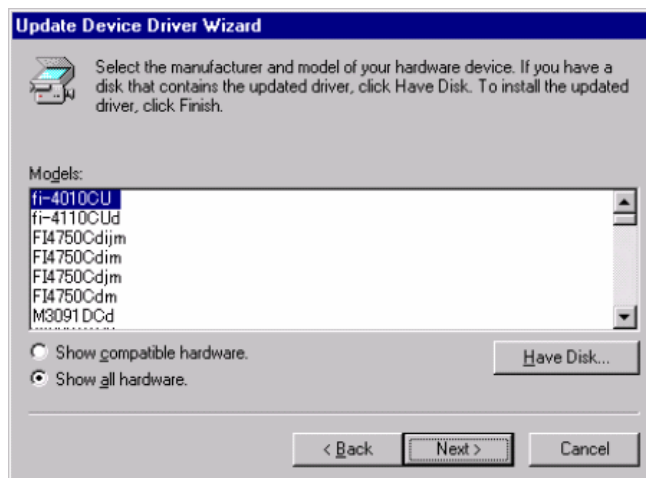 Update Device Driver Wizard
Select the manufacturer and model of your hardware device. If you have a
disk that contains the updated driver, click Have Disk. To install the updated
driver, click Finish.
Models:
fi-4010CU
fi-4110CUd
FI4750Cdijm
FI4750Cdim
FI4750Cdjm
FI4750Cdm
M3091DCd
Show compatible hardware.
Have Disk...
Show all hardware.
< Back
Next >
Cancel